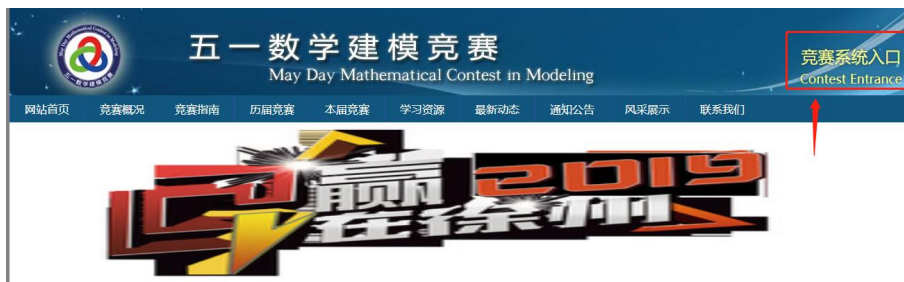 五一数学建模竞赛
May Day Mathematical Contest in Modeling
竞赛系统入口
Contest Entrance
网站首页 竞赛概况 竞赛指南 历届竞赛 本届竞赛 学习资源 最新动态 通知公告 风采展示 联系我们
赢 2019
在徐州